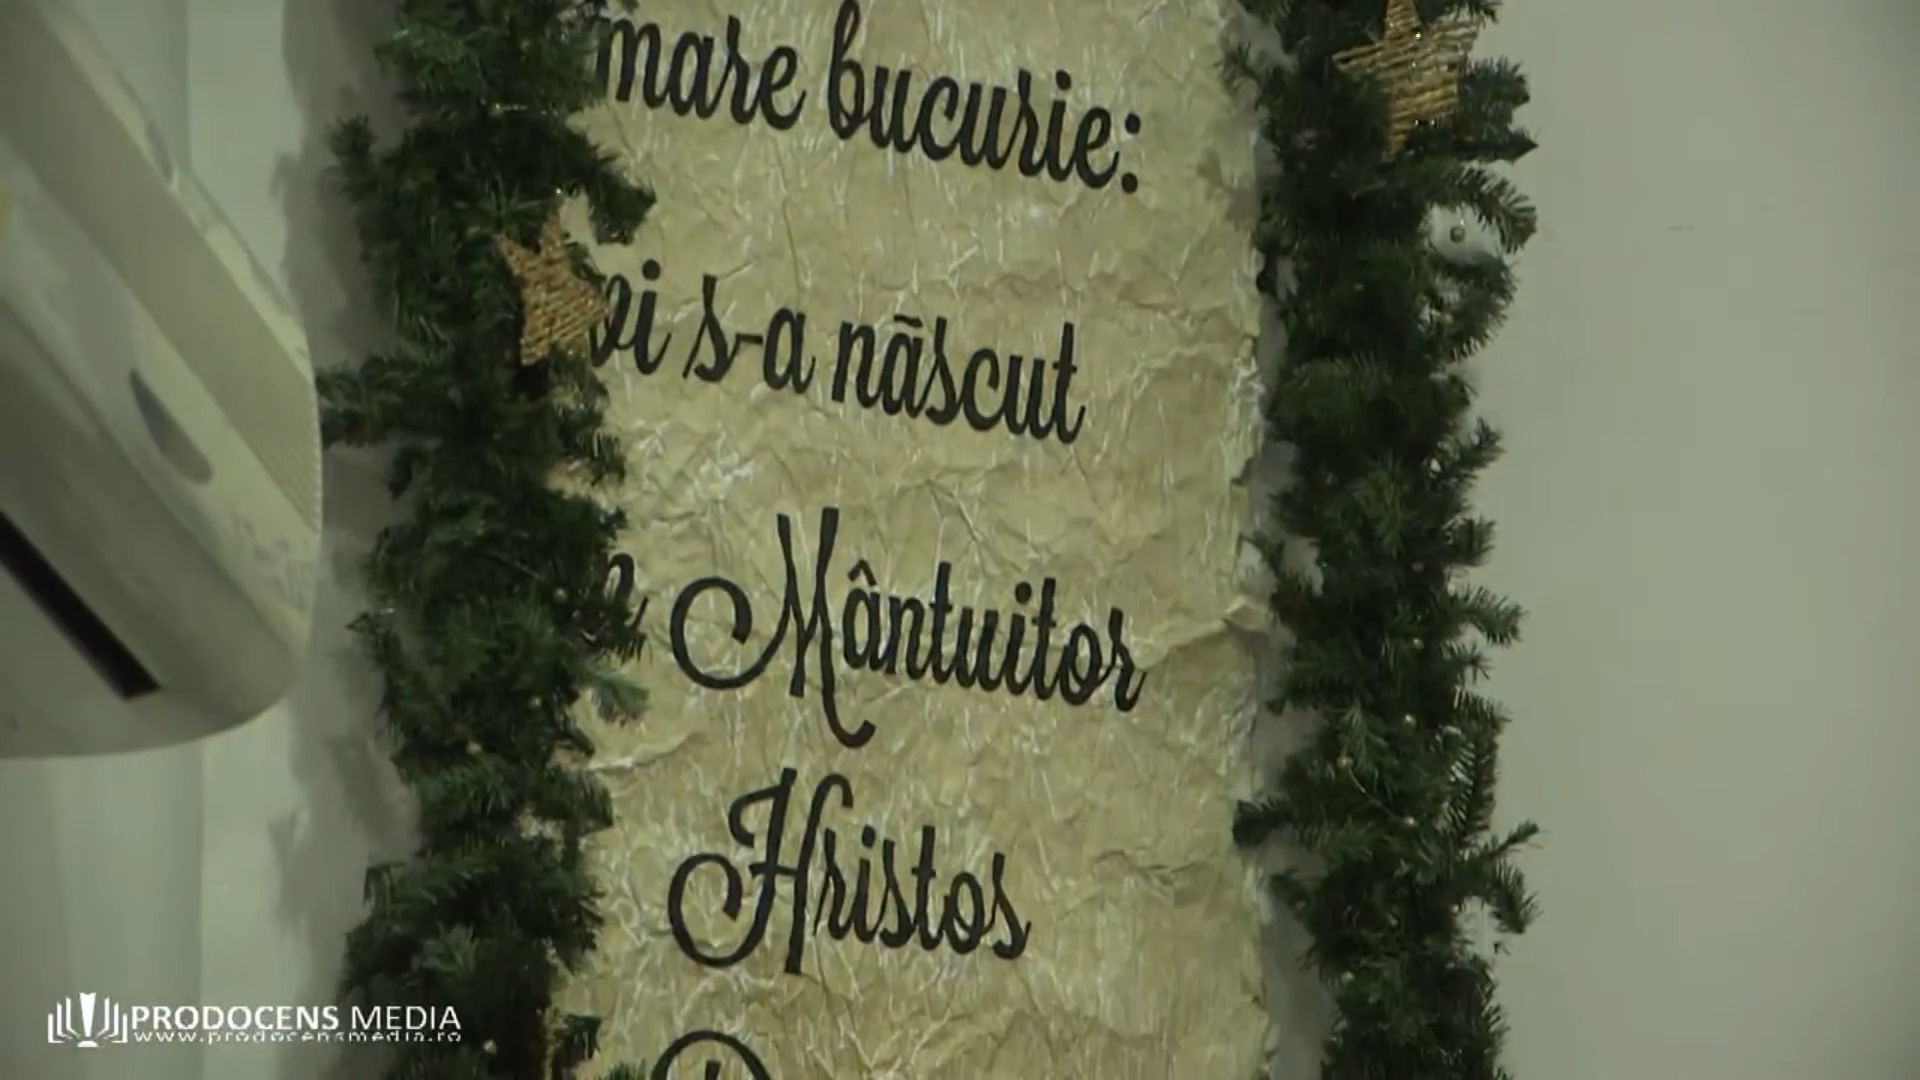 mare bucurie:
s-a născut
Mântuitor
Hristos
PRODOCENS MEDIA
www.prodocensmedia.ro